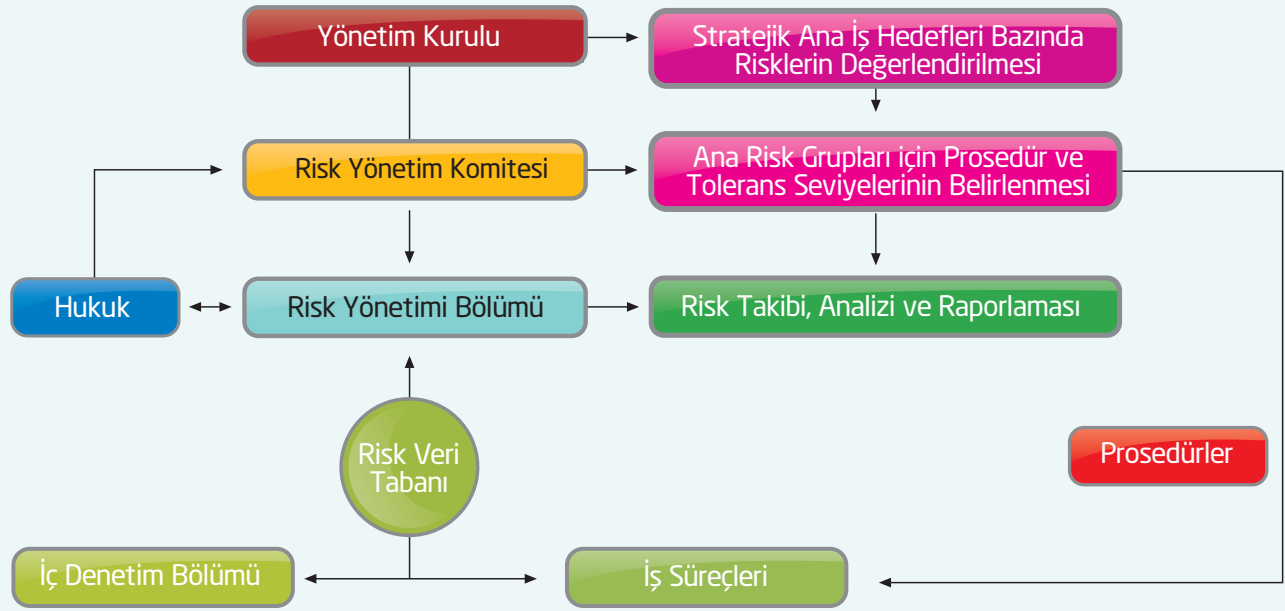 Yönetim Kurulu
Stratejik Ana İş Hedefleri Bazında
Risklerin Değerlendirilmesi
Risk Yönetim Komitesi
Ana Risk Grupları için Prosedür ve
Tolerans Seviyelerinin Belirlenmesi
Hukuk
Risk Yönetimi Bölümü
Risk Takibi, Analizi ve Raporlaması
Risk Veri
Tabanı
Prosedürler
İç Denetim Bölümü
İş Süreçleri